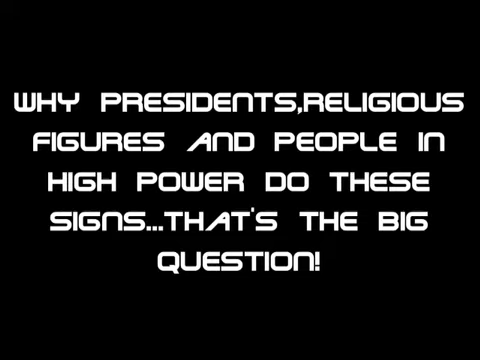 WHY PRESIDENTS,RELIGIOUS
FIGURES AND PEOPLE IN
HIGH POWER DO THESE
SIGNS...THAT'S THE BIG
QUESTION!